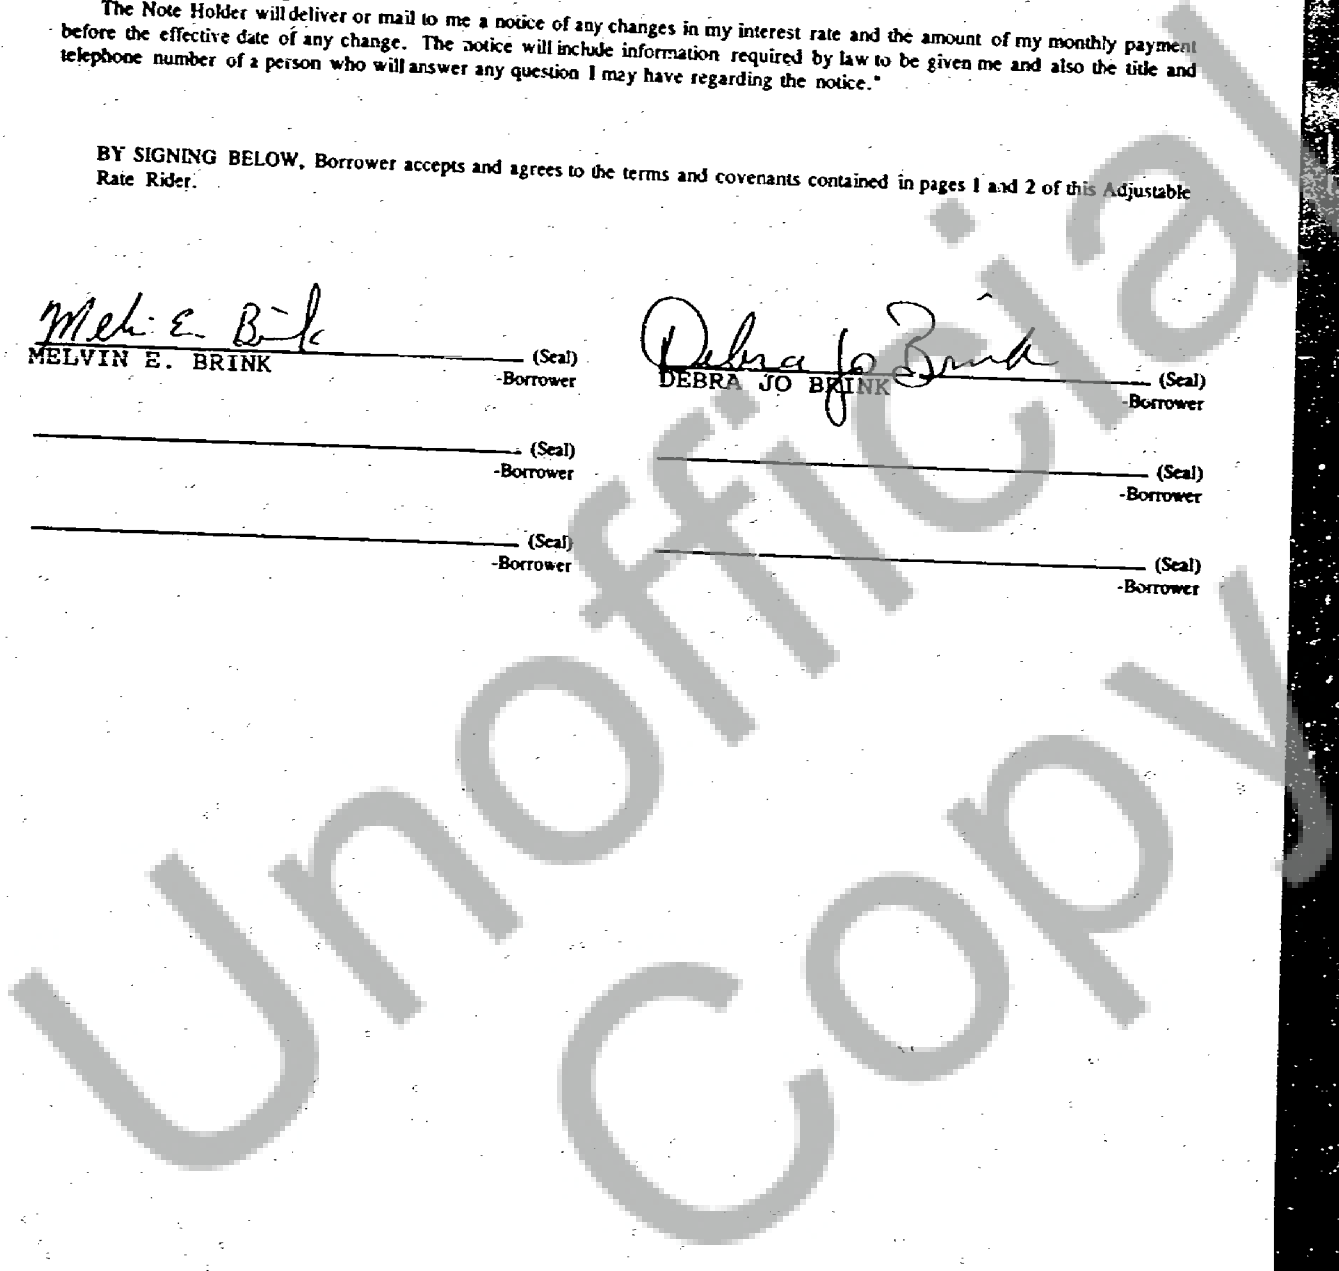 The Note Holder will deliver or mail to me a notice of any changes in my interest rate and the amount of my monthly payment
before the effective date of any change. The notice will include information required by law to be given me and also the title and
telephone number of a person who will answer any question I may have regarding the notice."
BY SIGNING BELOW, Borrower accepts and agrees to the terms and covenants contained in pages 1 and 2 of this Adjustable
Rate Rider.
Debra Jo Brink
MELVIN E. BRINK (Seal)
-Borrower
DEBRA JO BRINK (Seal)
-Borrower
(Seal)
-Borrower
(Seal)
-Borrower
(Seal)
-Borrower
(Seal)
-Borrower
Unofficial
Copy